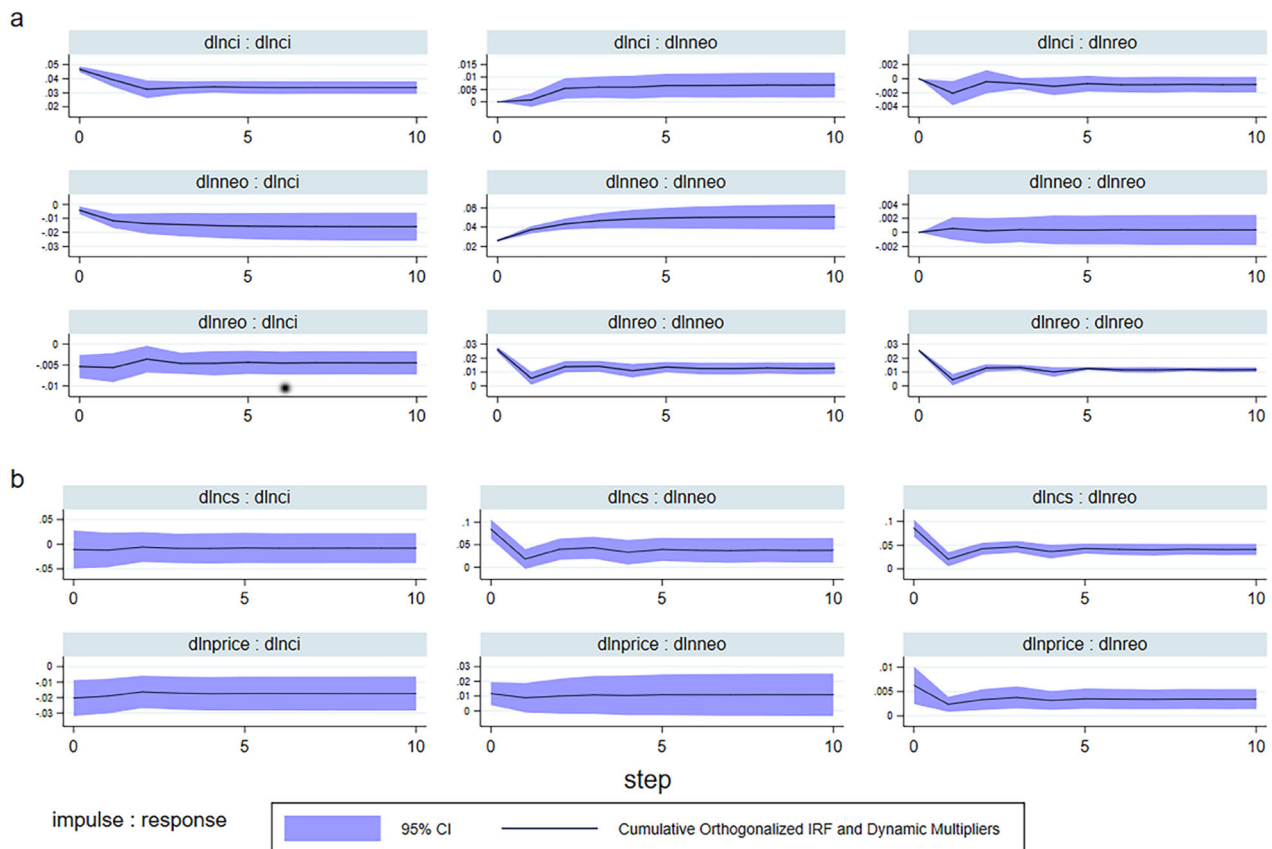 a
dlnci : dlnci
dlnci : dlnneo
dlnci : dlnreo
.05
.04
.03
.02
0 5 10
.015
.01
.005
0
0 5 10
.002
0
-.002
-.004
0 5 10
dlnneo : dlnci
dlnneo : dlnneo
dlnneo : dlnreo
0
-.01
-.02
-.03
0 5 10
.06
.04
.02
0 5 10
.004
.002
0
-.002
0 5 10
dlnreo : dlnci
dlnreo : dlnneo
dlnreo : dlnreo
0
-.005
-.01
0 5 10
.03
.02
.01
0
0 5 10
.03
.02
.01
0
0 5 10
b
dlncs : dlnci
dlncs : dlnneo
dlncs : dlnreo
.05
0
-.05
0 5 10
.1
.05
0
0 5 10
.1
.05
0
0 5 10
dlnprice : dlnci
dlnprice : dlnneo
dlnprice : dlnreo
0
-.01
-.02
-.03
0 5 10
.03
.02
.01
0
0 5 10
.01
.005
0
0 5 10
step
impulse : response
95% CI
Cumulative Orthogonalized IRF and Dynamic Multipliers